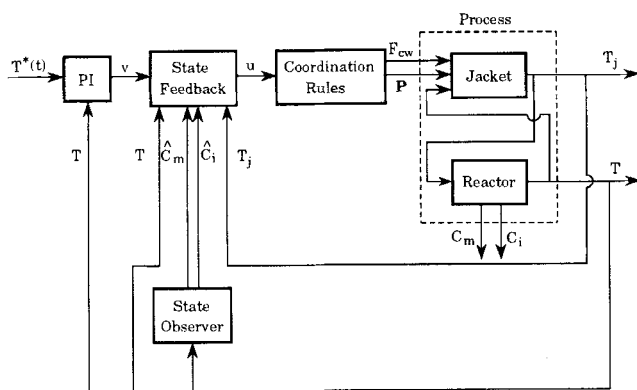 Process
T*(t)
PI
v
State
Feedback
u
Coordination
Rules
F_cw
P
Jacket
T_j
T
T
Ĉ_m
Ĉ_i
T_j
Reactor
T
C_m
C_i
State
Observer